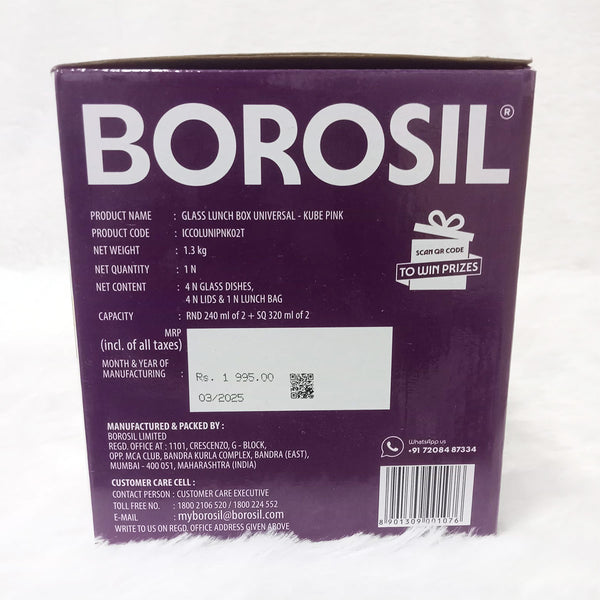 BOROSIL®
PRODUCT NAME : GLASS LUNCH BOX UNIVERSAL - KUBE PINK
PRODUCT CODE : ICCOLUNIPNK02T
NET WEIGHT : 1.3 kg
NET QUANTITY : 1 N
NET CONTENT : 4 N GLASS DISHES,
4 N LIDS & 1 N LUNCH BAG
CAPACITY : RND 240 ml of 2 + SQ 320 ml of 2
MRP
(incl. of all taxes)
MONTH & YEAR OF
MANUFACTURING :
Rs. 1 995.00
03/2025
SCAN QR CODE
TO WIN PRIZES
MANUFACTURED & PACKED BY :
BOROSIL LIMITED
REGD. OFFICE AT : 1101, CRESCENZO, G - BLOCK,
OPP. MCA CLUB, BANDRA KURLA COMPLEX, BANDRA (EAST),
MUMBAI - 400 051, MAHARASHTRA (INDIA)
CUSTOMER CARE CELL :
CONTACT PERSON : CUSTOMER CARE EXECUTIVE
TOLL FREE NO. : 1800 2106 520 / 1800 224 552
E-MAIL : myborosil@borosil.com
WRITE TO US ON REGD. OFFICE ADDRESS GIVEN ABOVE
WhatsApp us
+91 72084 87334
8 901309 001076